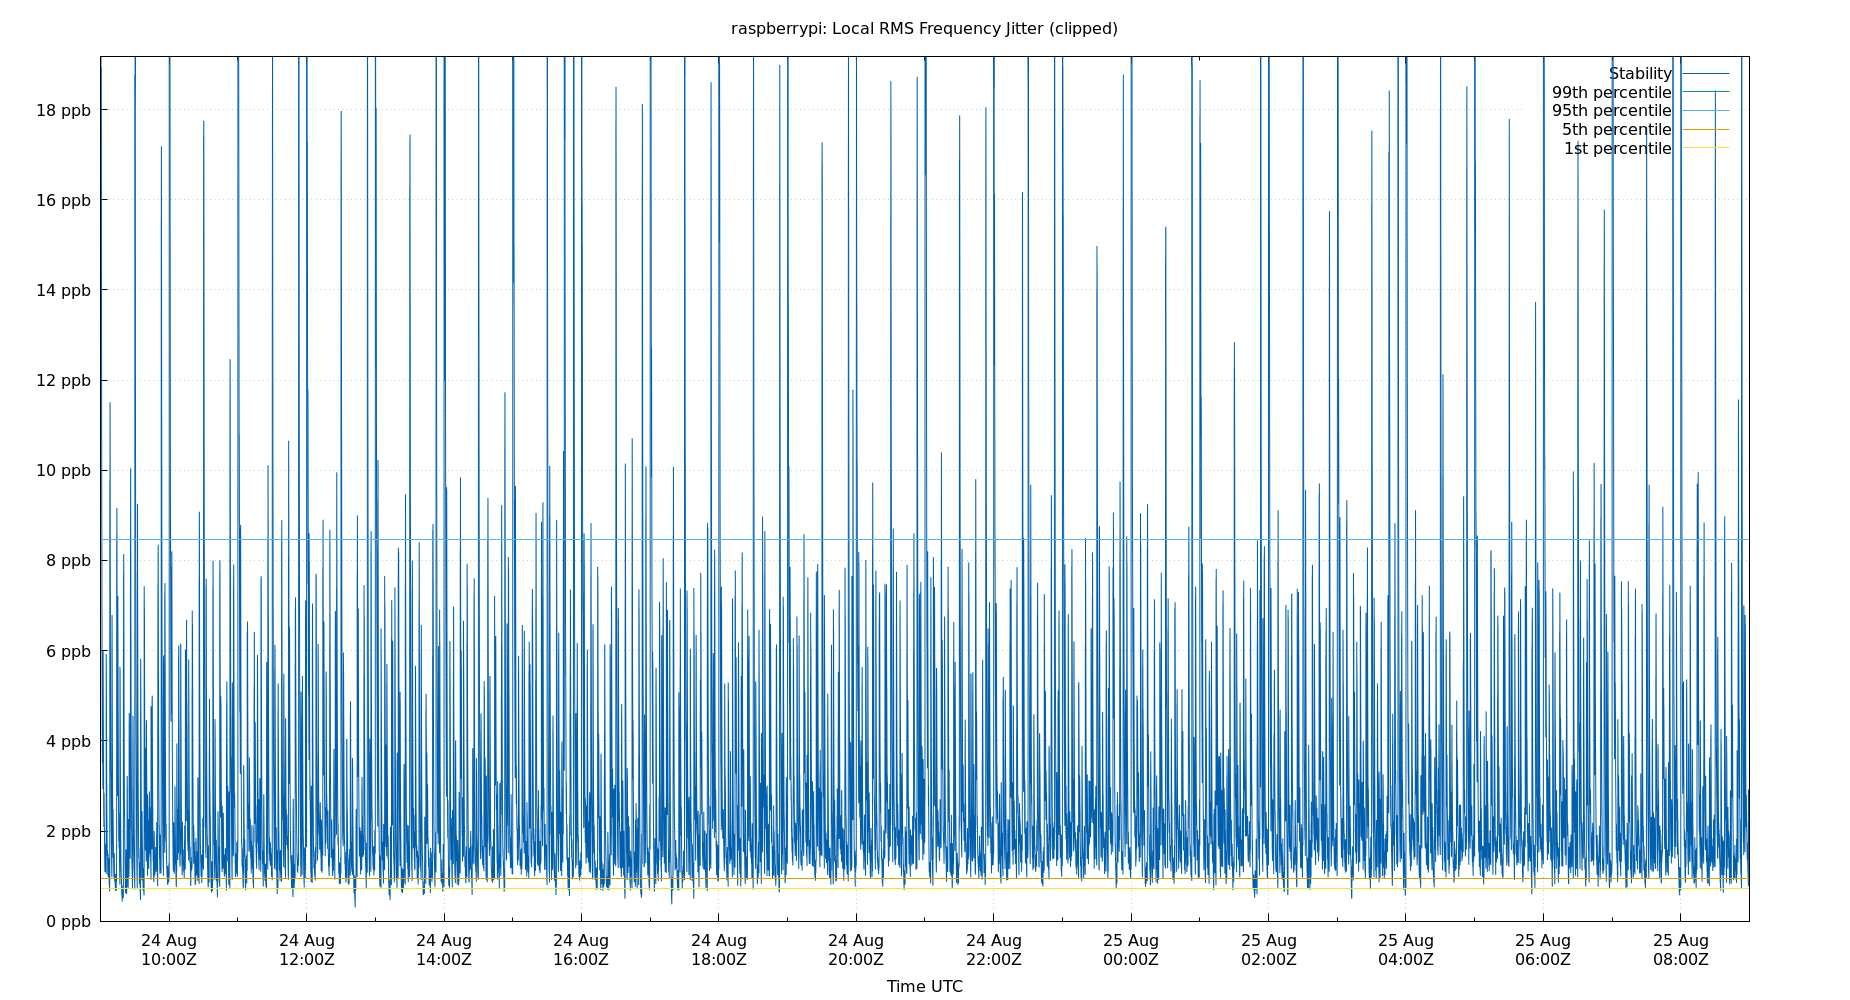 raspberrypi: Local RMS Frequency Jitter (clipped)
Stability
99th percentile
95th percentile
5th percentile
1st percentile
18 ppb
16 ppb
14 ppb
12 ppb
10 ppb
8 ppb
6 ppb
4 ppb
2 ppb
0 ppb
24 Aug 24 Aug 24 Aug 24 Aug 24 Aug 24 Aug 24 Aug 25 Aug 25 Aug 25 Aug 25 Aug 25 Aug
10:00Z 12:00Z 14:00Z 16:00Z 18:00Z 20:00Z 22:00Z 00:00Z 02:00Z 04:00Z 06:00Z 08:00Z
Time UTC